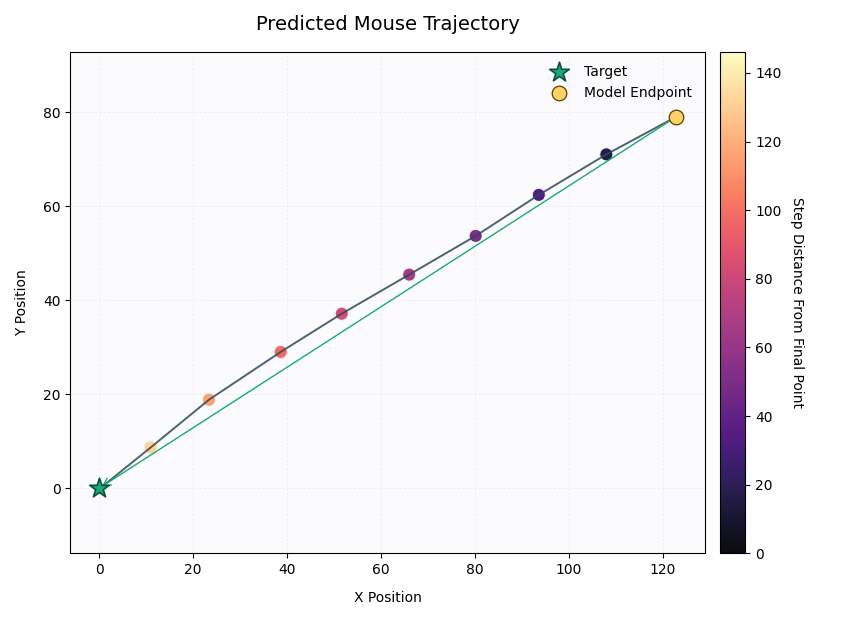 Predicted Mouse Trajectory
Target
Model Endpoint
80
60
40
20
0
Y Position
0 20 40 60 80 100 120
X Position
140
120
100
80
60
40
20
0
Step Distance From Final Point